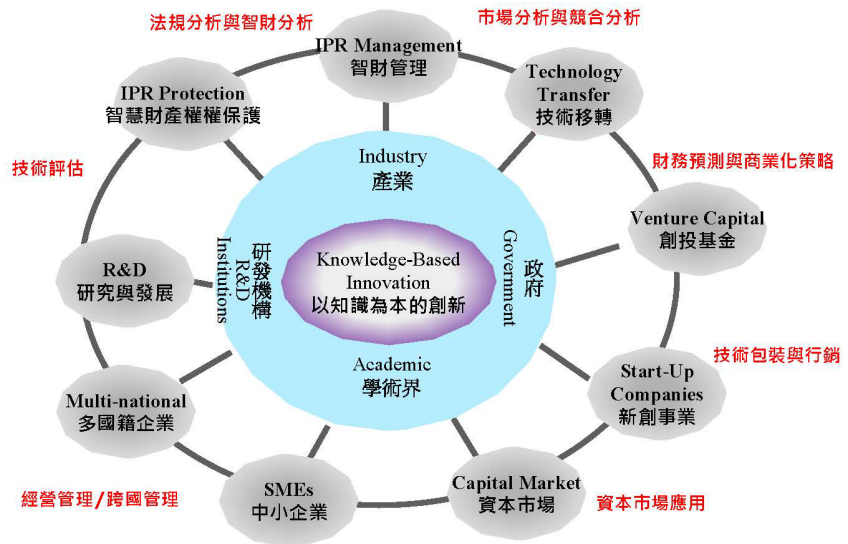 法規分析與智財分析
市場分析與競合分析
IPR Management
智財管理
Technology
Transfer
技術移轉
IPR Protection
智慧財產權權保護
Industry
產業
技術評估
財務預測與商業化策略
Venture Capital
創投基金
R&D
研究與發展
研發機構
R&D
Institutions
Knowledge-Based
Innovation
以知識為本的創新
政府
Government
Academic
學術界
技術包裝與行銷
Start-Up
Companies
新創事業
Multi-national
多國籍企業
SMEs
中小企業
Capital Market
資本市場
經營管理/跨國管理
資本市場應用